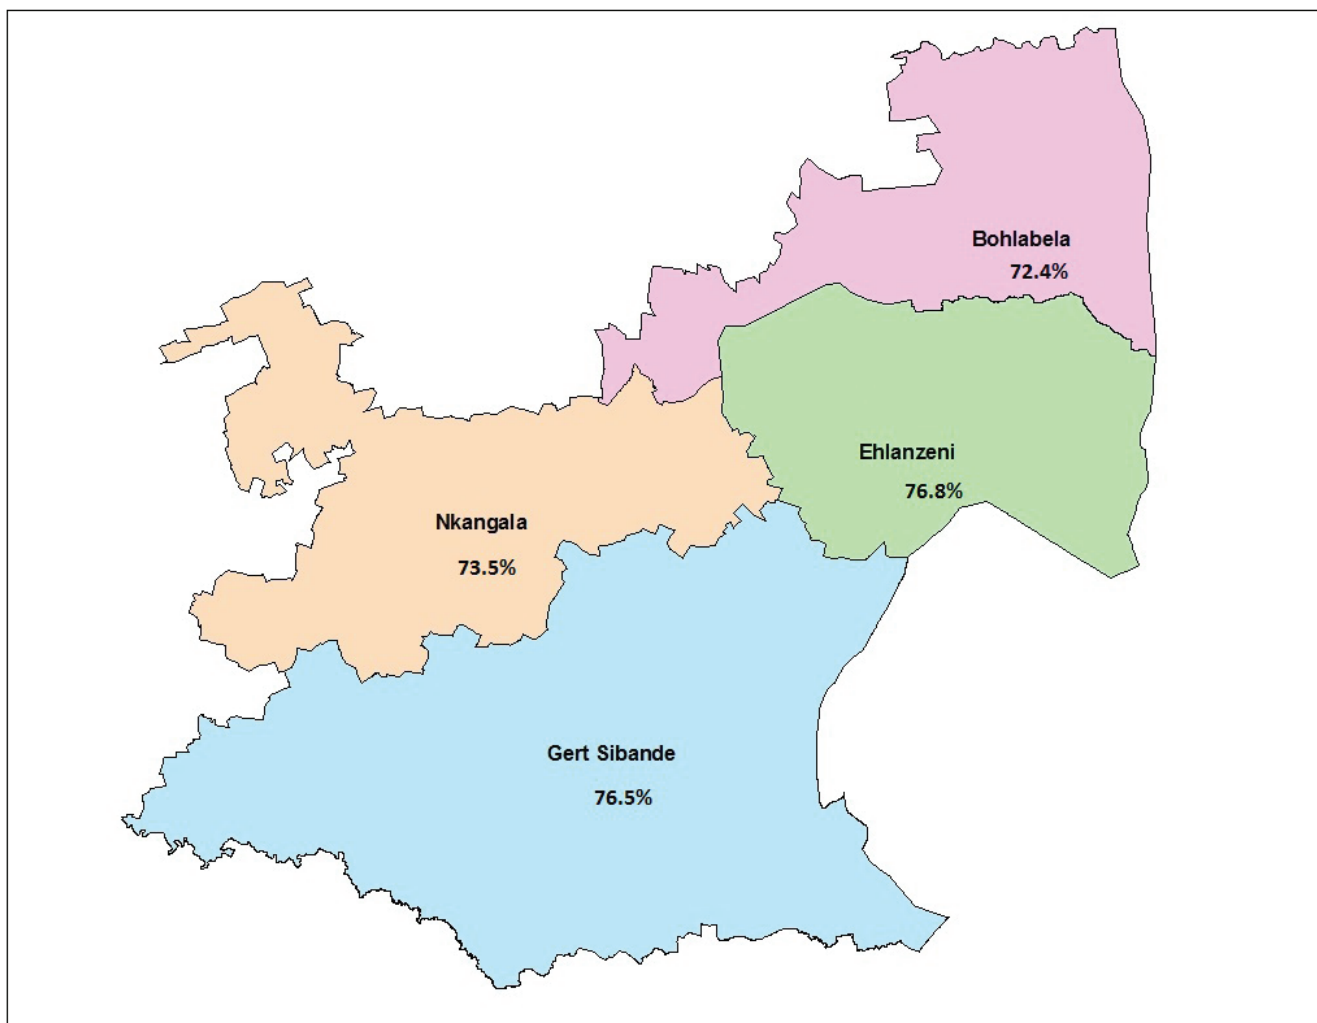 Bohlabela
72.4%
Ehlanzeni
76.8%
Nkangala
73.5%
Gert Sibande
76.5%